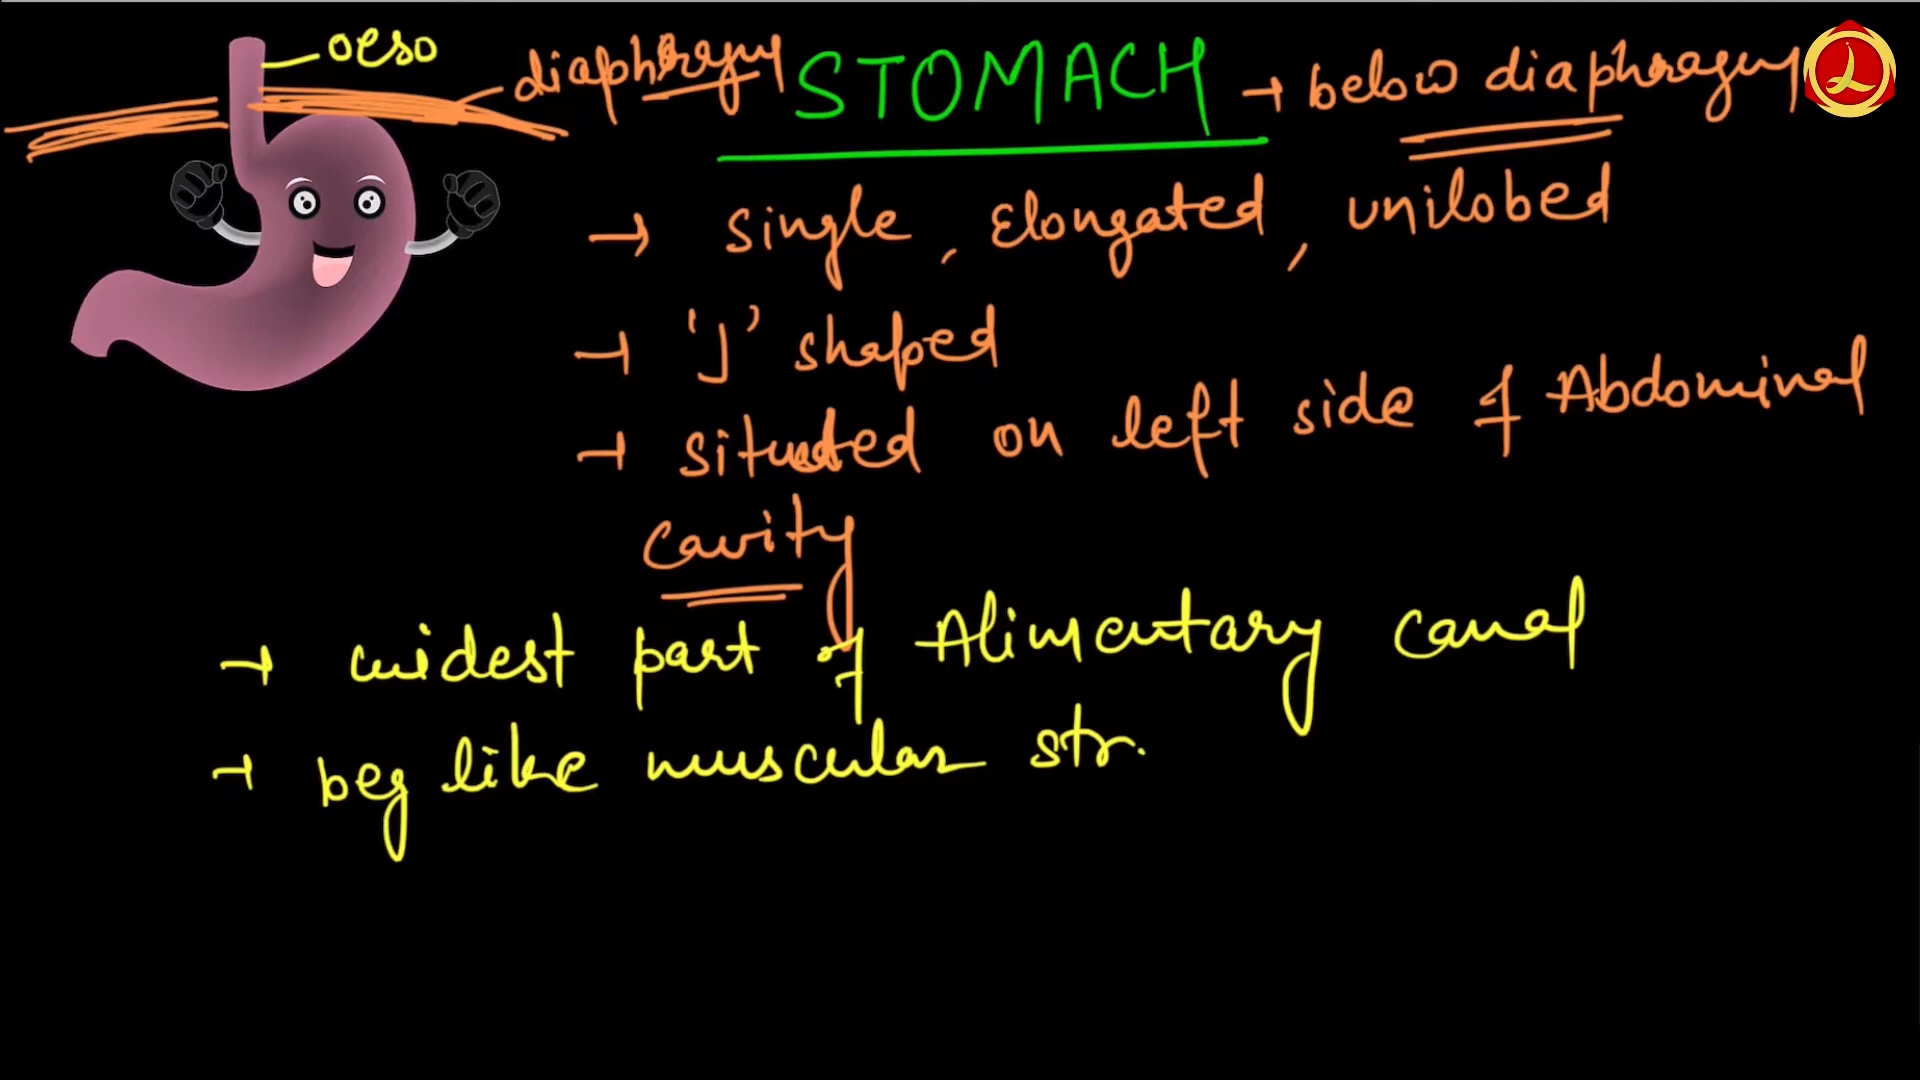 oeso
diaphragm STOMACH → below diaphragm
→ single, Elongated, unilobed
→ 'J' shaped
→ situated on left side of Abdominal
cavity
→ widest part of Alimentary canal
→ beg like muscular str.